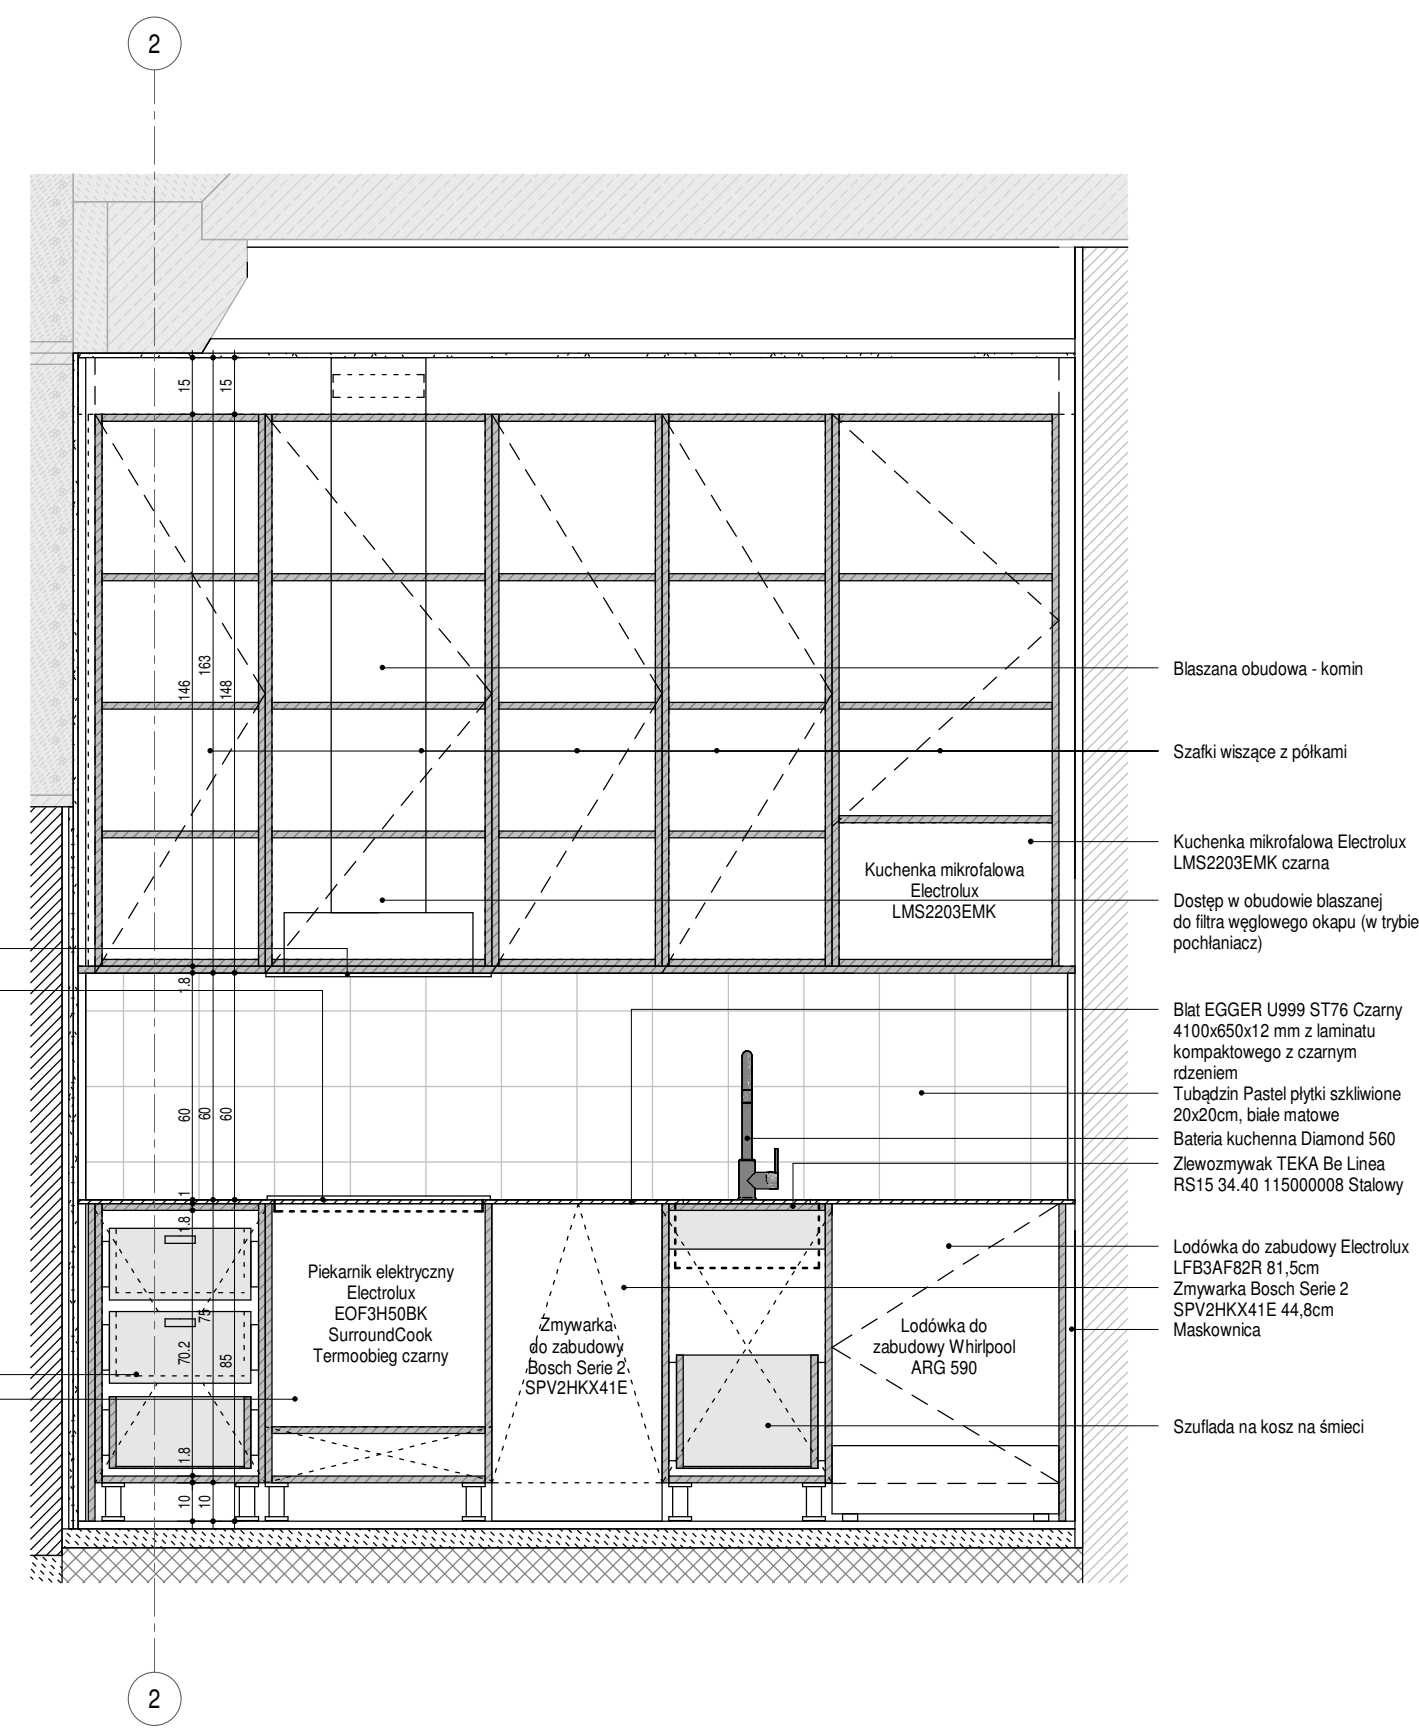 2
15
15
163
146
148
Blaszana obudowa - komin
Szafki wiszące z półkami
Kuchenka mikrofalowa
Electrolux
LMS2203EMK
Kuchenka mikrofalowa Electrolux
LMS2203EMK czarna
Dostęp w obudowie blaszanej
do filtra węglowego okapu (w trybie
pochłaniacz)
1.8
60
60
60
1
Blat EGGER U999 ST76 Czarny
4100x650x12 mm z laminatu
kompaktowego z czarnym
rdzeniem
Tubądzin Pastel płytki szkliwione
20x20cm, białe matowe
Bateria kuchenna Diamond 560
Zlewozmywak TEKA Be Linea
RS15 34.40 115000008 Stalowy
1.8
75
70.2
85
1.8
10
10
Piekarnik elektryczny
Electrolux
EOF3H50BK
SurroundCook
Termoobieg czarny
Zmywarka
do zabudowy
Bosch Serie 2
SPV2HKX41E
Lodówka do
zabudowy Whirlpool
ARG 590
Lodówka do zabudowy Electrolux
LFB3AF82R 81,5cm
Zmywarka Bosch Serie 2
SPV2HKX41E 44,8cm
Maskownica
Szuflada na kosz na śmieci
2